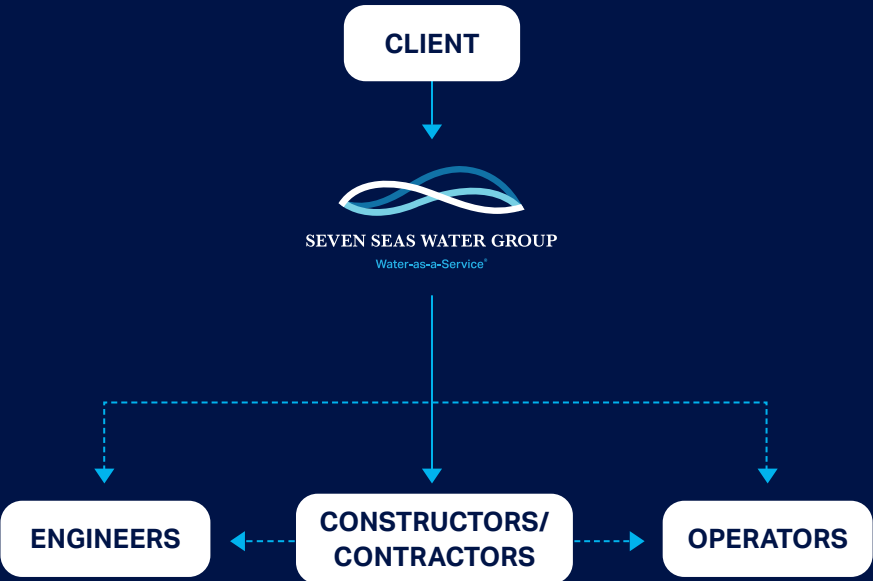 CLIENT
SEVEN SEAS WATER GROUP
Water-as-a-Service®
ENGINEERS
CONSTRUCTORS/
CONTRACTORS
OPERATORS